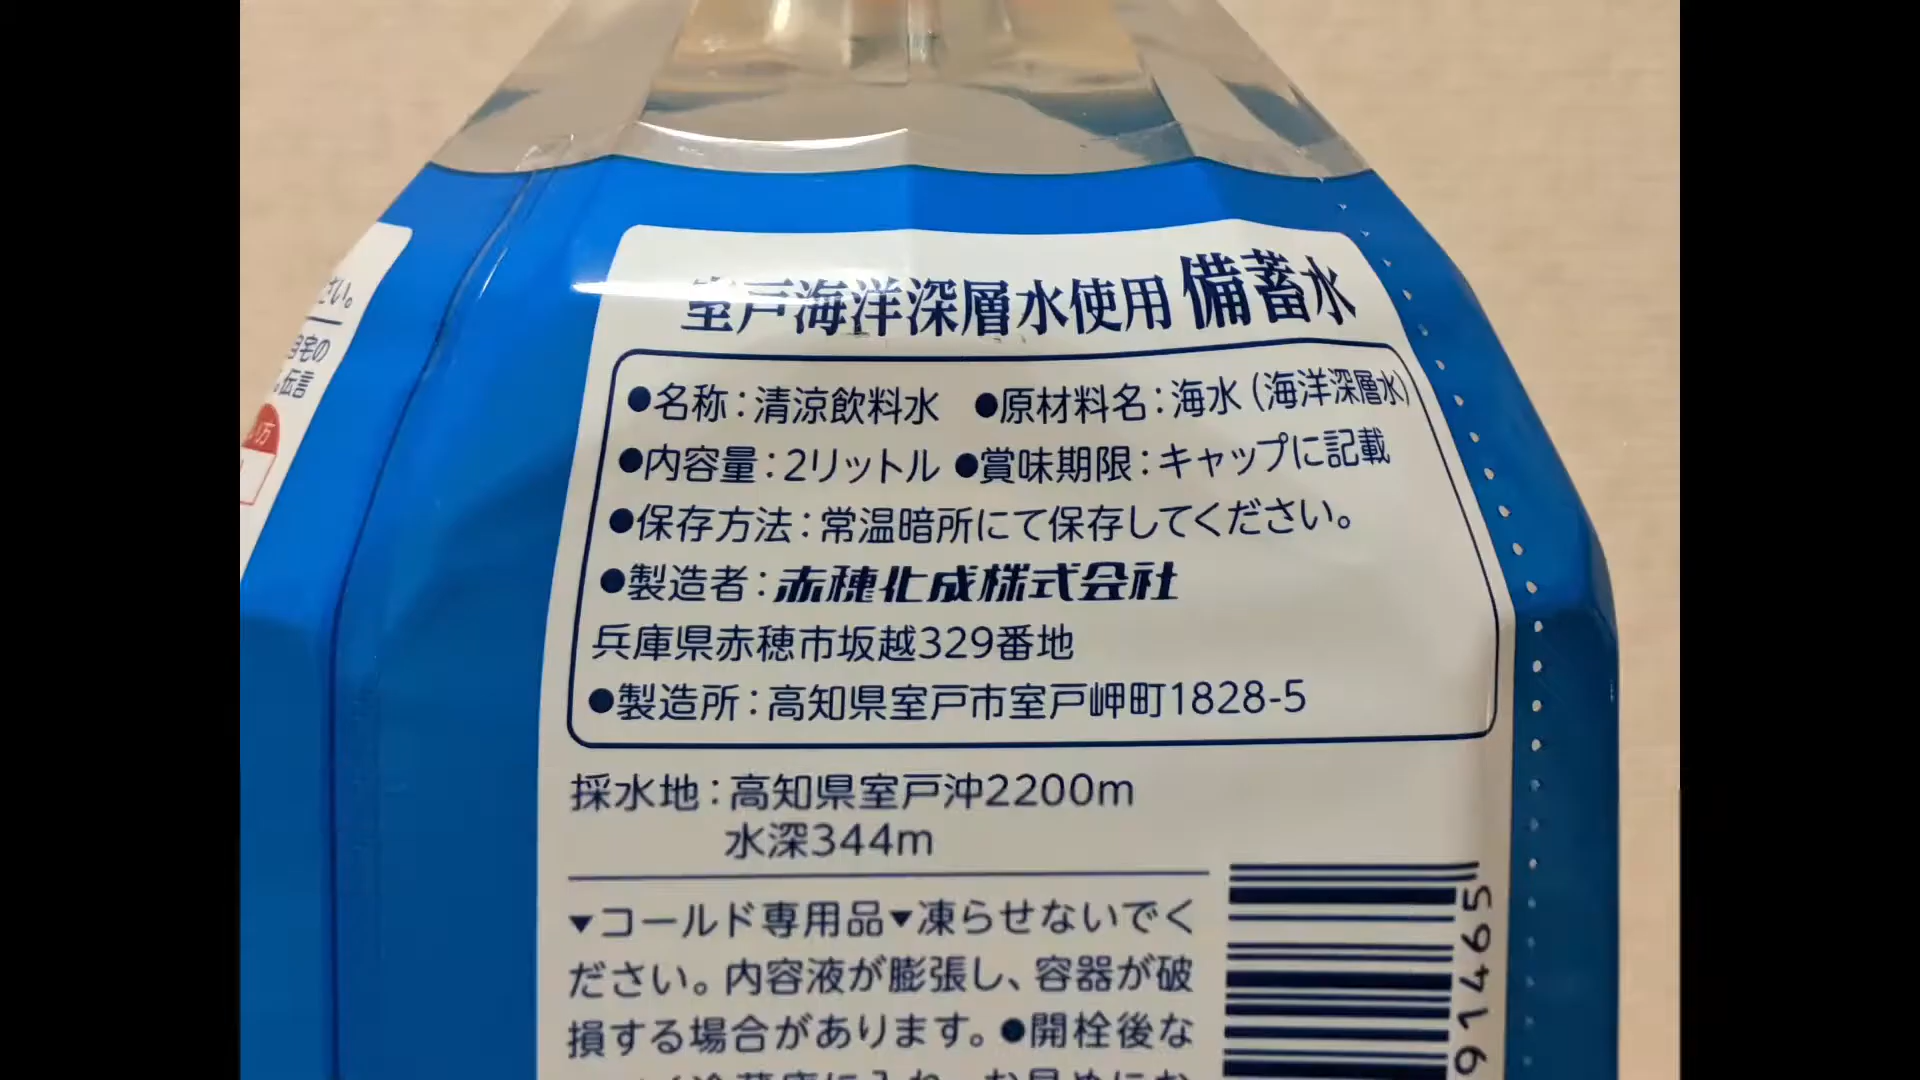 さい。
自宅の
伝言
室戸海洋深層水使用 備蓄水
●名称：清涼飲料水 ●原材料名：海水（海洋深層水）
●内容量：2リットル ●賞味期限：キャップに記載
●保存方法：常温暗所にて保存してください。
●製造者：赤穂化成株式会社
兵庫県赤穂市坂越329番地
●製造所：高知県室戸市室戸岬町1828-5
採水地：高知県室戸沖2200m
水深344m
▼コールド専用品▼凍らせないでく
ださい。内容液が膨張し、容器が破
損する場合があります。●開栓後な
91465